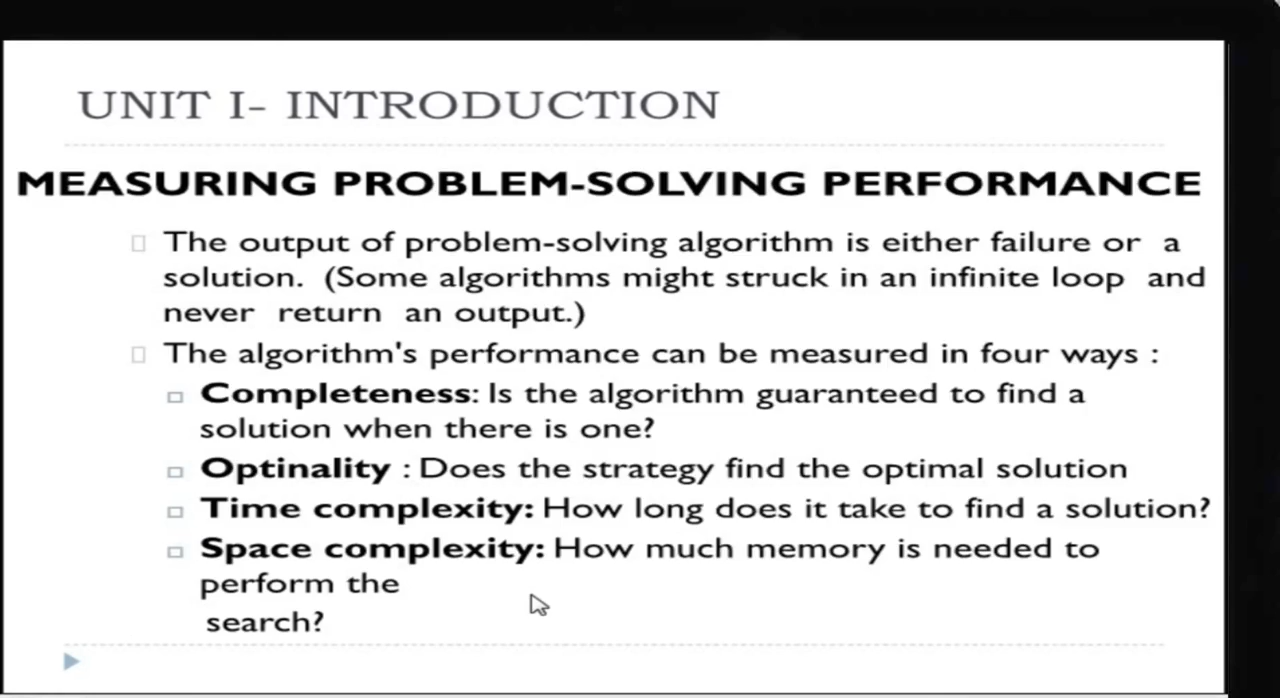 UNIT I- INTRODUCTION
MEASURING PROBLEM-SOLVING PERFORMANCE
The output of problem-solving algorithm is either failure or a
solution. (Some algorithms might struck in an infinite loop and
never return an output.)
The algorithm's performance can be measured in four ways :
Completeness: Is the algorithm guaranteed to find a
solution when there is one?
Optinality : Does the strategy find the optimal solution
Time complexity: How long does it take to find a solution?
Space complexity: How much memory is needed to
perform the
search?